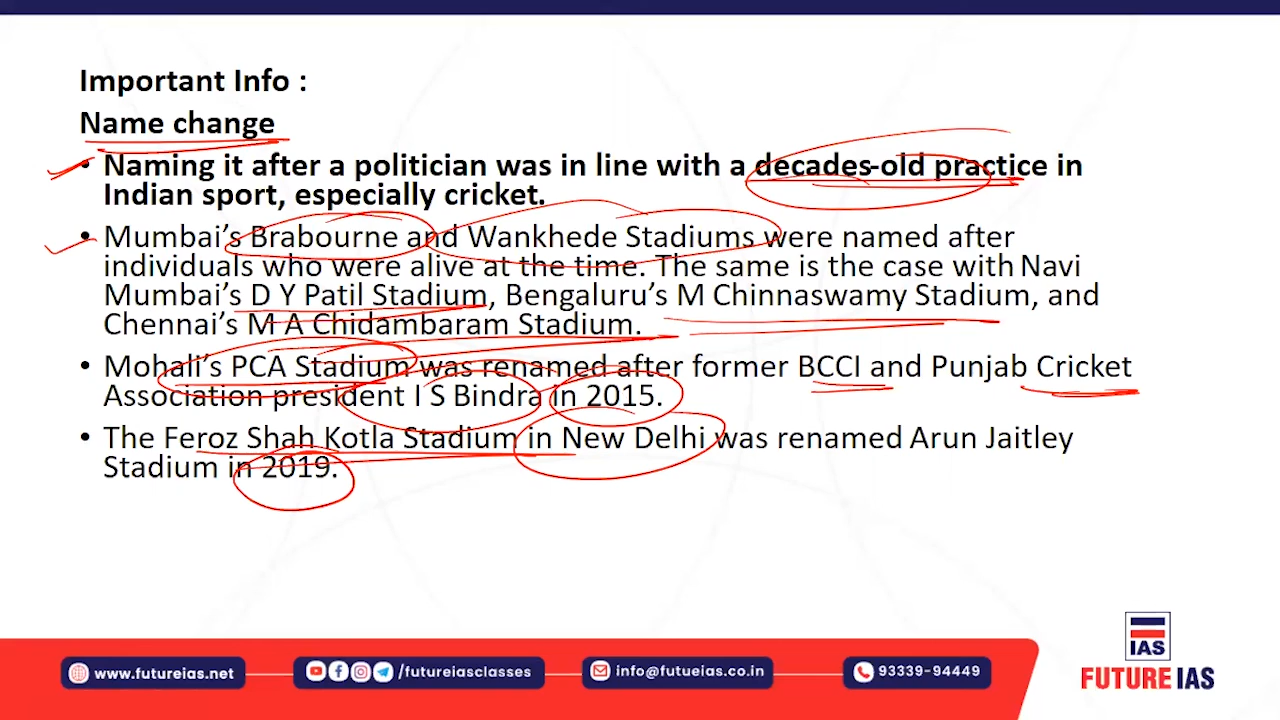 Important Info :
Name change
• Naming it after a politician was in line with a decades-old practice in
Indian sport, especially cricket.
• Mumbai’s Brabourne and Wankhede Stadiums were named after
individuals who were alive at the time. The same is the case with Navi
Mumbai’s D Y Patil Stadium, Bengaluru’s M Chinnaswamy Stadium, and
Chennai’s M A Chidambaram Stadium.
• Mohali’s PCA Stadium was renamed after former BCCI and Punjab Cricket
Association president I S Bindra in 2015.
• The Feroz Shah Kotla Stadium in New Delhi was renamed Arun Jaitley
Stadium in 2019.
www.futureias.net
/futureiasclasses
info@futueias.co.in
93339-94449
IAS
FUTURE IAS